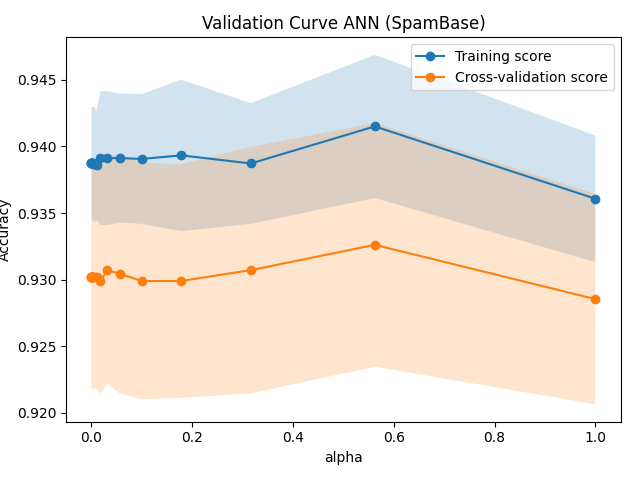 Validation Curve ANN (SpamBase)
Training score
Cross-validation score
0.945
0.940
0.935
0.930
0.925
0.920
Accuracy
0.0 0.2 0.4 0.6 0.8 1.0
alpha